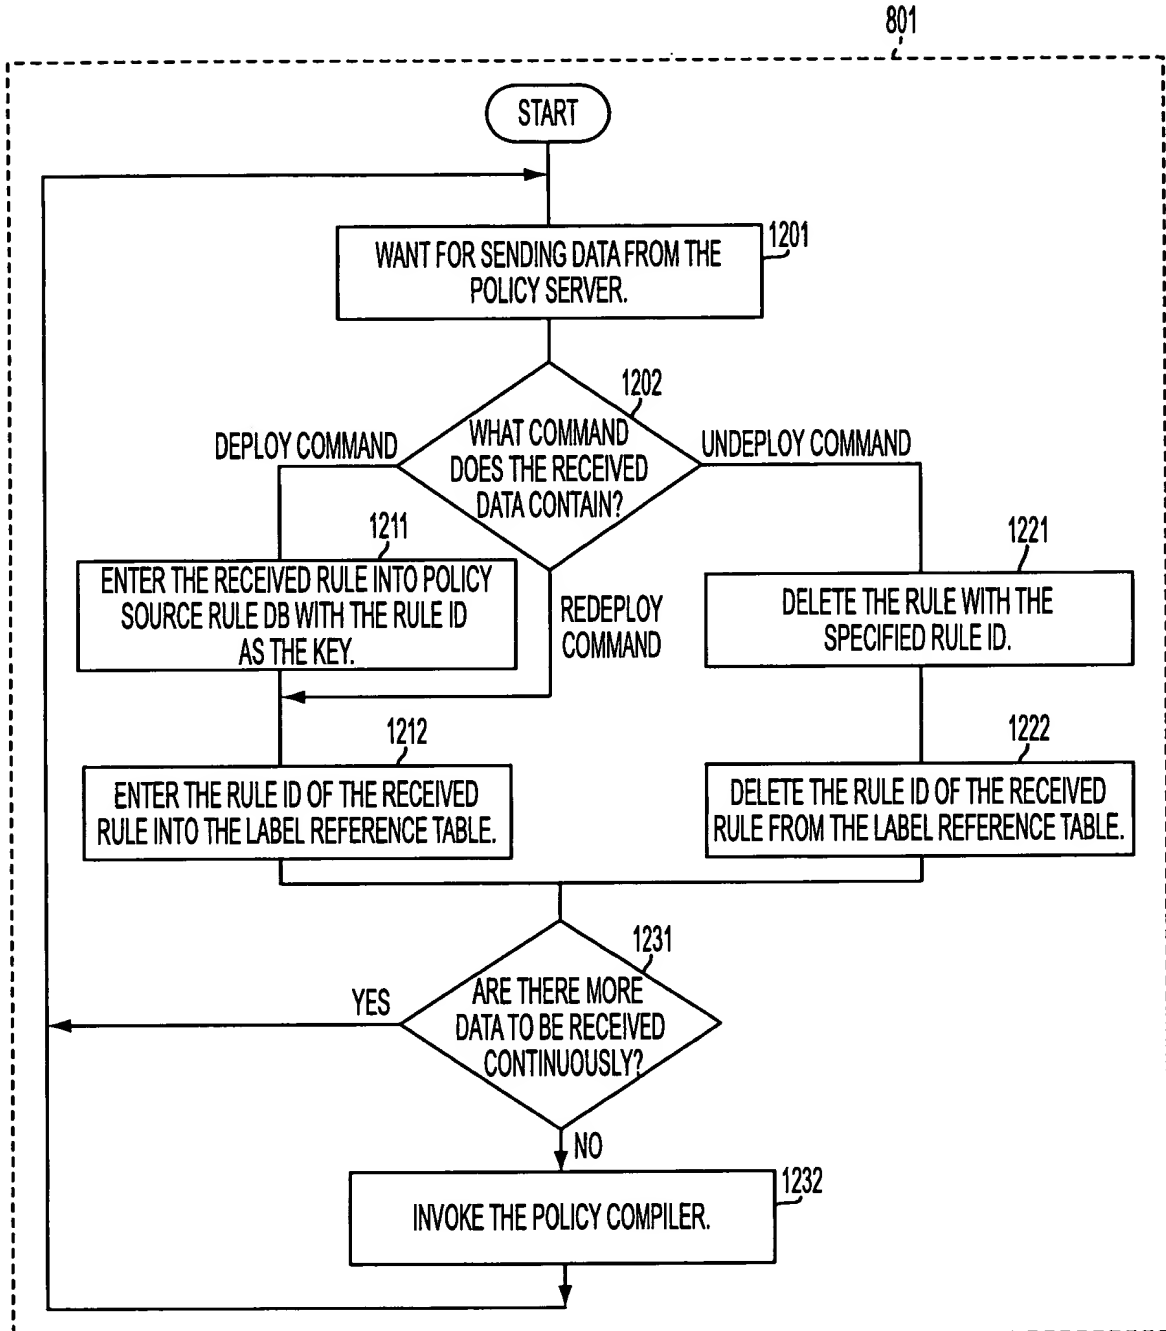 801
START
WANT FOR SENDING DATA FROM THE
POLICY SERVER.
1201
1202
WHAT COMMAND
DOES THE RECEIVED
DATA CONTAIN?
DEPLOY COMMAND
UNDEPLOY COMMAND
REDEPLOY
COMMAND
1211
ENTER THE RECEIVED RULE INTO POLICY
SOURCE RULE DB WITH THE RULE ID
AS THE KEY.
1221
DELETE THE RULE WITH THE
SPECIFIED RULE ID.
1212
ENTER THE RULE ID OF THE RECEIVED
RULE INTO THE LABEL REFERENCE TABLE.
1222
DELETE THE RULE ID OF THE RECEIVED
RULE FROM THE LABEL REFERENCE TABLE.
1231
ARE THERE MORE
DATA TO BE RECEIVED
CONTINUOUSLY?
YES
NO
1232
INVOKE THE POLICY COMPILER.